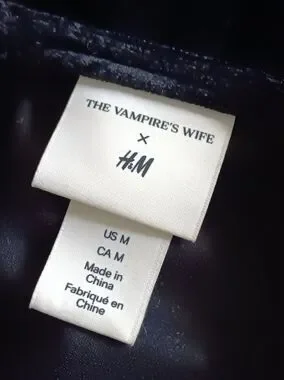 THE VAMPIRE'S WIFE
×
H&M
US M
CA M
Made in
China
Fabriqué en
Chine